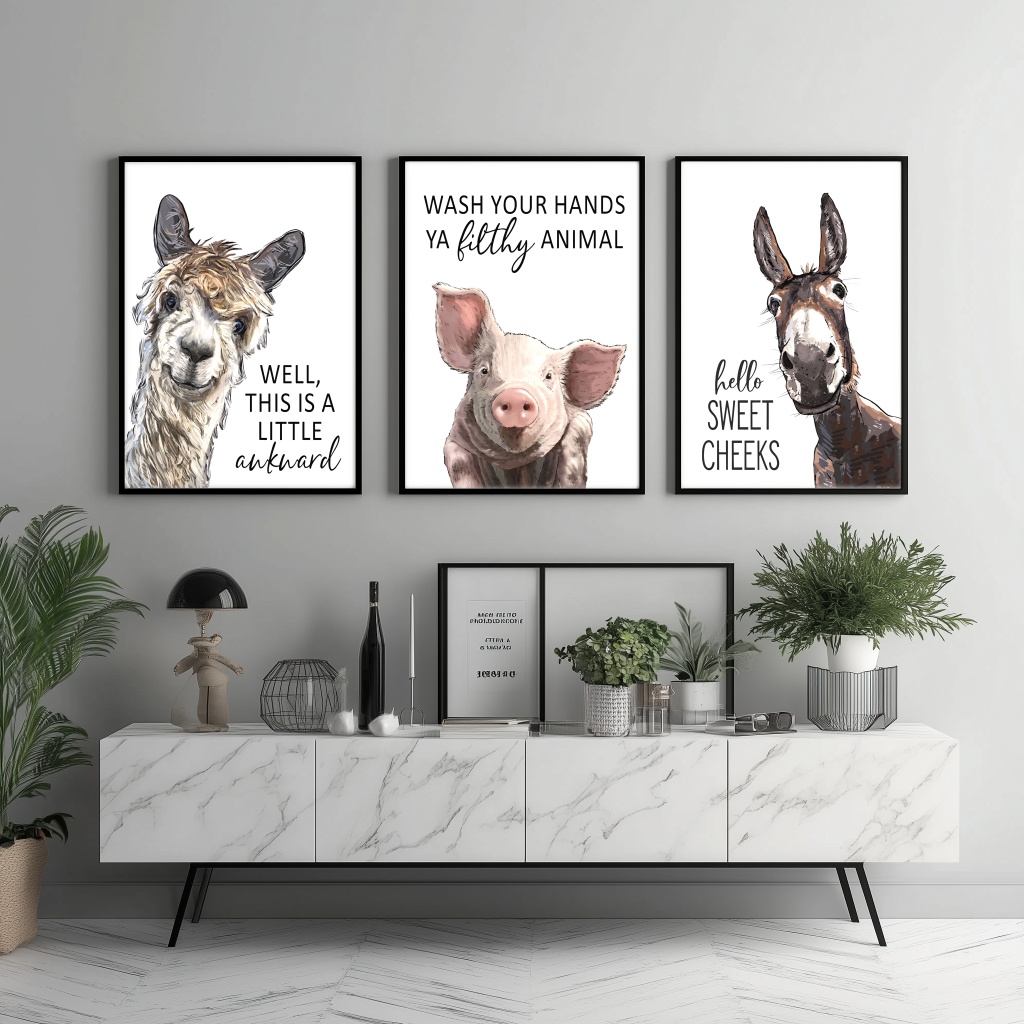 WELL,
THIS IS A
LITTLE
awkward
WASH YOUR HANDS
YA filthy ANIMAL
hello
SWEET
CHEEKS